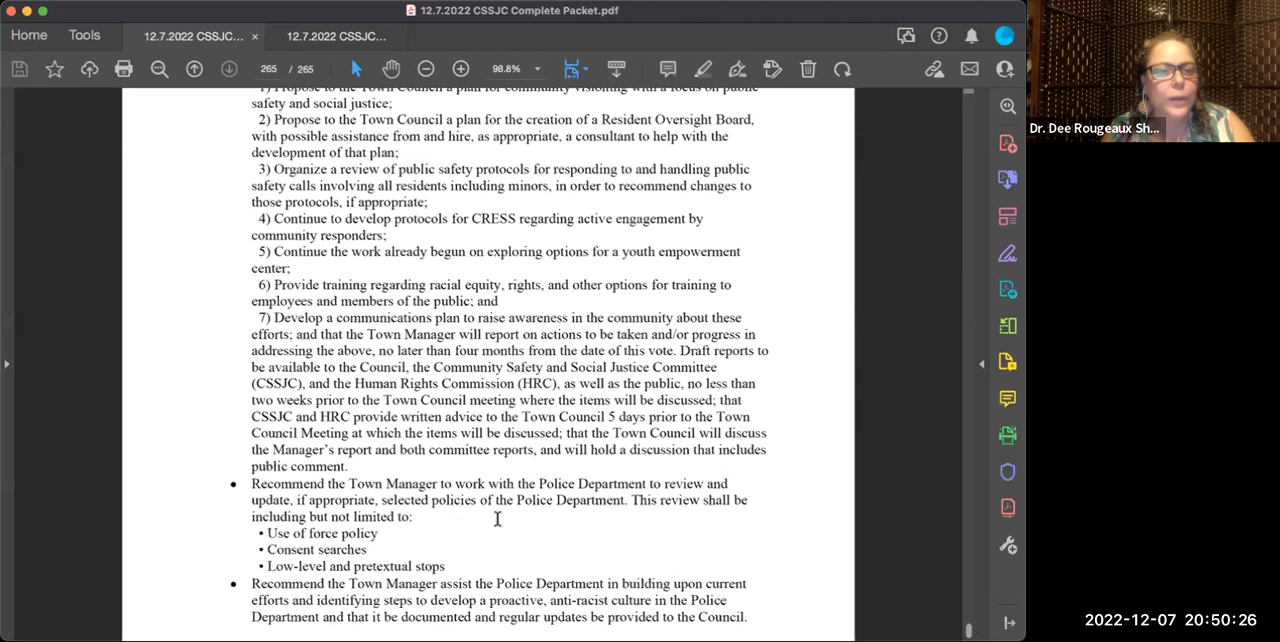 12.7.2022 CSSJC Complete Packet.pdf
Home Tools 12.7.2022 CSSJC... × 12.7.2022 CSSJC...
265 / 265 98.8%
1) Propose to the Town Council a plan for community visioning with a focus on public
safety and social justice;
2) Propose to the Town Council a plan for the creation of a Resident Oversight Board,
with possible assistance from and hire, as appropriate, a consultant to help with the
development of that plan;
3) Organize a review of public safety protocols for responding to and handling public
safety calls involving all residents including minors, in order to recommend changes to
those protocols, if appropriate;
4) Continue to develop protocols for CRESS regarding active engagement by
community responders;
5) Continue the work already begun on exploring options for a youth empowerment
center;
6) Provide training regarding racial equity, rights, and other options for training to
employees and members of the public; and
7) Develop a communications plan to raise awareness in the community about these
efforts; and that the Town Manager will report on actions to be taken and/or progress in
addressing the above, no later than four months from the date of this vote. Draft reports to
be available to the Council, the Community Safety and Social Justice Committee
(CSSJC), and the Human Rights Commission (HRC), as well as the public, no less than
two weeks prior to the Town Council meeting where the items will be discussed; that
CSSJC and HRC provide written advice to the Town Council 5 days prior to the Town
Council Meeting at which the items will be discussed; that the Town Council will discuss
the Manager's report and both committee reports, and will hold a discussion that includes
public comment.
• Recommend the Town Manager to work with the Police Department to review and
update, if appropriate, selected policies of the Police Department. This review shall be
including but not limited to:
• Use of force policy
• Consent searches
• Low-level and pretextual stops
• Recommend the Town Manager assist the Police Department in building upon current
efforts and identifying steps to develop a proactive, anti-racist culture in the Police
Department and that it be documented and regular updates be provided to the Council.
Dr. Dee Rougeaux Sh...
2022-12-07 20:50:26